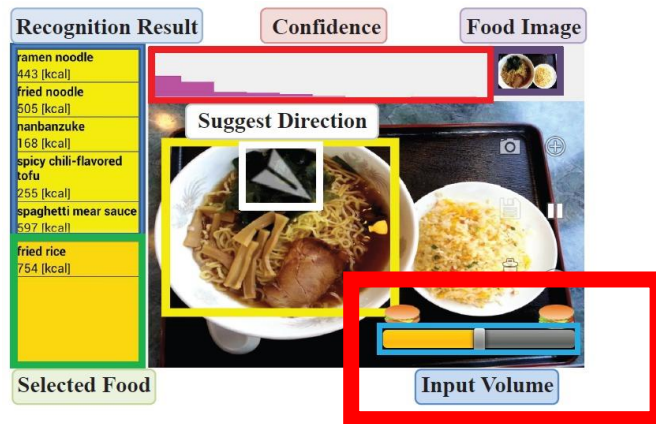 Recognition Result
Confidence
Food Image
ramen noodle
443 [kcal]
fried noodle
505 [kcal]
nanbanzuke
168 [kcal]
spicy chili-flavored
tofu
255 [kcal]
spaghetti mear sauce
597 [kcal]
fried rice
754 [kcal]
Suggest Direction
Selected Food
Input Volume